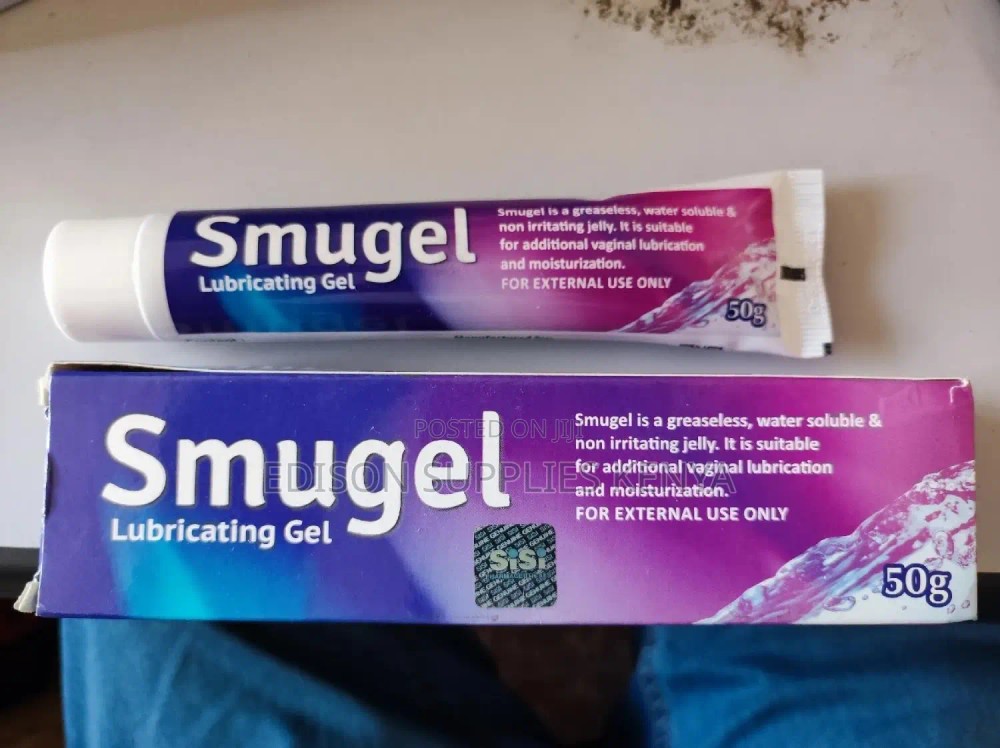 Smugel
Lubricating Gel
Smugel is a greaseless, water soluble &
non irritating jelly. It is suitable
for additional vaginal lubrication
and moisturization.
FOR EXTERNAL USE ONLY
50g
Smugel
Lubricating Gel
Smugel is a greaseless, water soluble &
non irritating jelly. It is suitable
for additional vaginal lubrication
and moisturization.
FOR EXTERNAL USE ONLY
50g
SiSi
GENUINE
POSTED ON JIJI
EDISON SUPPLIES KENYA